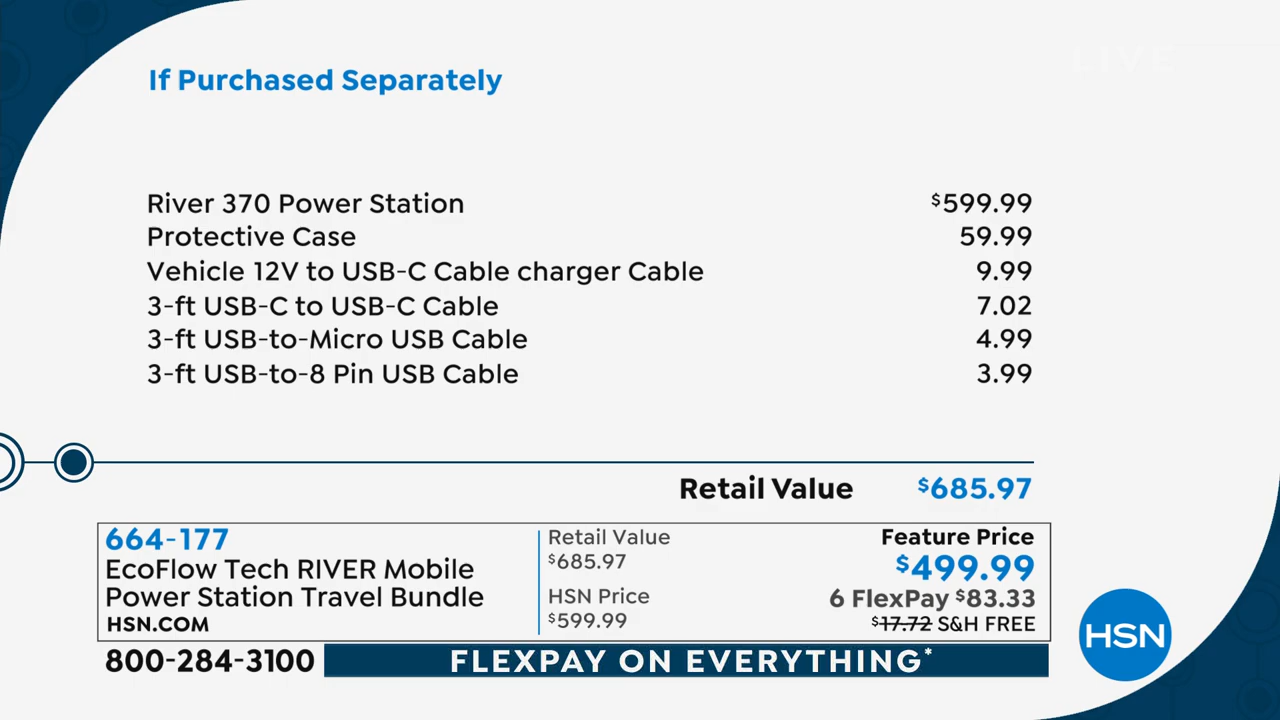 LIVE
If Purchased Separately
River 370 Power Station $599.99
Protective Case 59.99
Vehicle 12V to USB-C Cable charger Cable 9.99
3-ft USB-C to USB-C Cable 7.02
3-ft USB-to-Micro USB Cable 4.99
3-ft USB-to-8 Pin USB Cable 3.99
Retail Value $685.97
664-177
EcoFlow Tech RIVER Mobile
Power Station Travel Bundle
HSN.COM
Retail Value
$685.97
HSN Price
$599.99
Feature Price
$499.99
6 FlexPay $83.33
$17.72 S&H FREE
HSN
800-284-3100
FLEXPAY ON EVERYTHING*